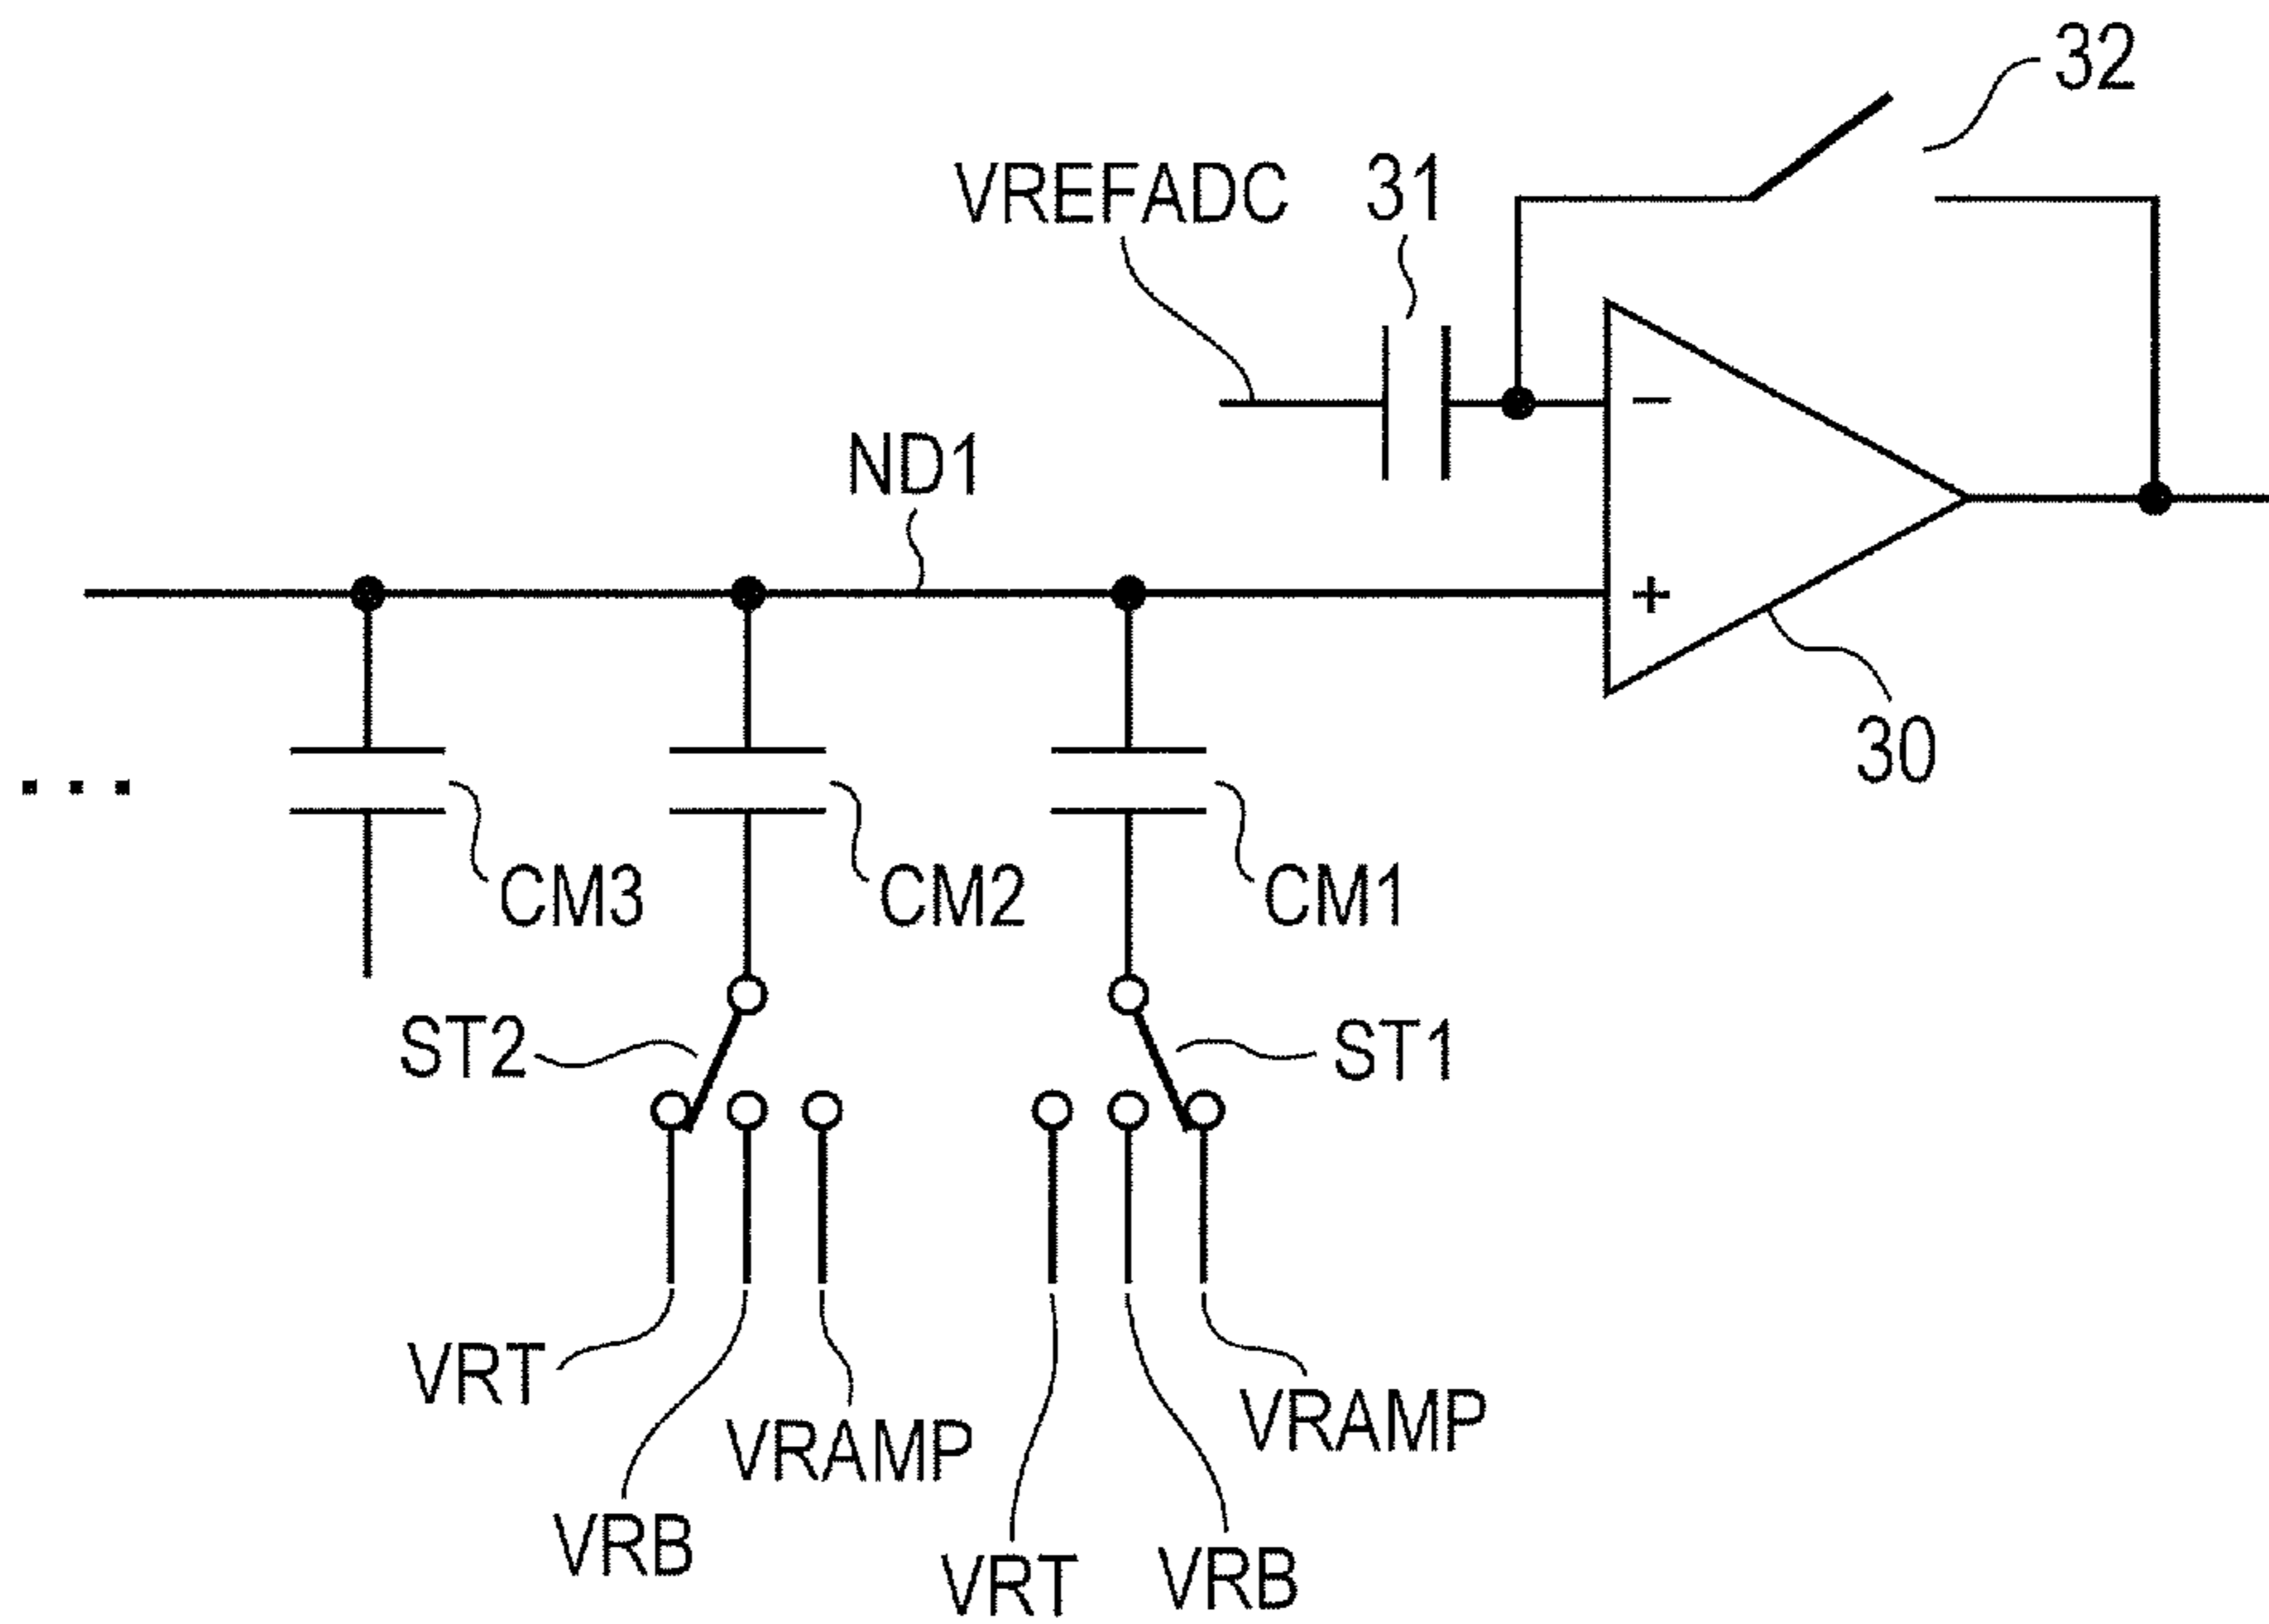 32
VREFADC
31
ND1
−
+
30
. . .
CM3
CM2
CM1
ST2
ST1
VRT
VRAMP
VRAMP
VRB
VRT
VRB